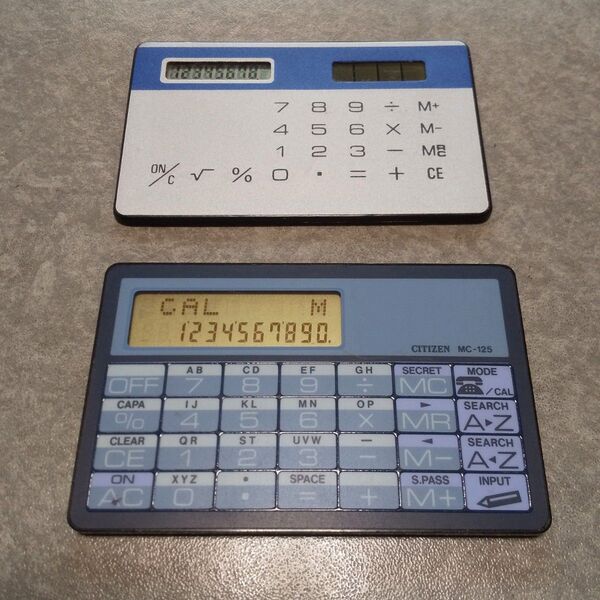 12345678
7 8 9 ÷ M+
4 5 6 × M-
1 2 3 − MRC
ON/C √ % 0 · = + CE
CAL M
1234567890.
CITIZEN MC-125
AB CD EF GH SECRET MODE
OFF 7 8 9 ÷ MC /CAL
CAPA IJ KL MN OP ► SEARCH
% 4 5 6 × MR A►Z
CLEAR QR ST UVW − ◄ SEARCH
CE 1 2 3 − M- A◄Z
ON XYZ · SPACE S.PASS INPUT
AC 0 · = + M+